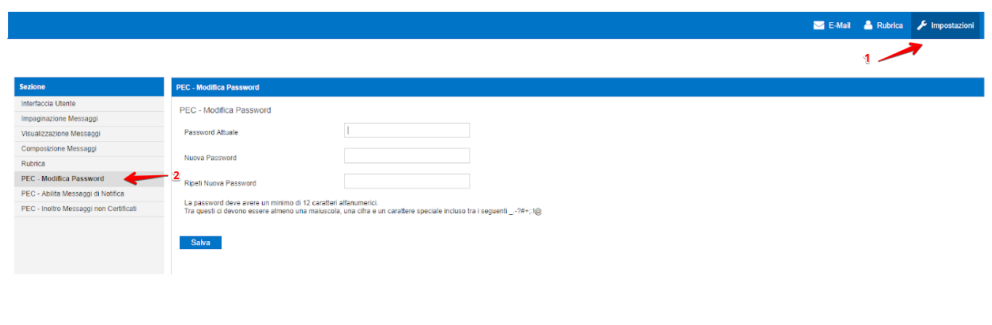 E-Mail Rubrica Impostazioni
1
Sezione
Interfaccia Utente
Impaginazione Messaggi
Visualizzazione Messaggi
Composizione Messaggi
Rubrica
PEC - Modifica Password
2
PEC - Abilita Messaggi di Notifica
PEC - Inoltro Messaggi non Certificati
PEC - Modifica Password
PEC - Modifica Password
Password Attuale
Nuova Password
Ripeti Nuova Password
La password deve avere un minimo di 12 caratteri alfanumerici.
Tra questi ci devono essere almeno una maiuscola, una cifra e un carattere speciale incluso tra i seguenti
Salva